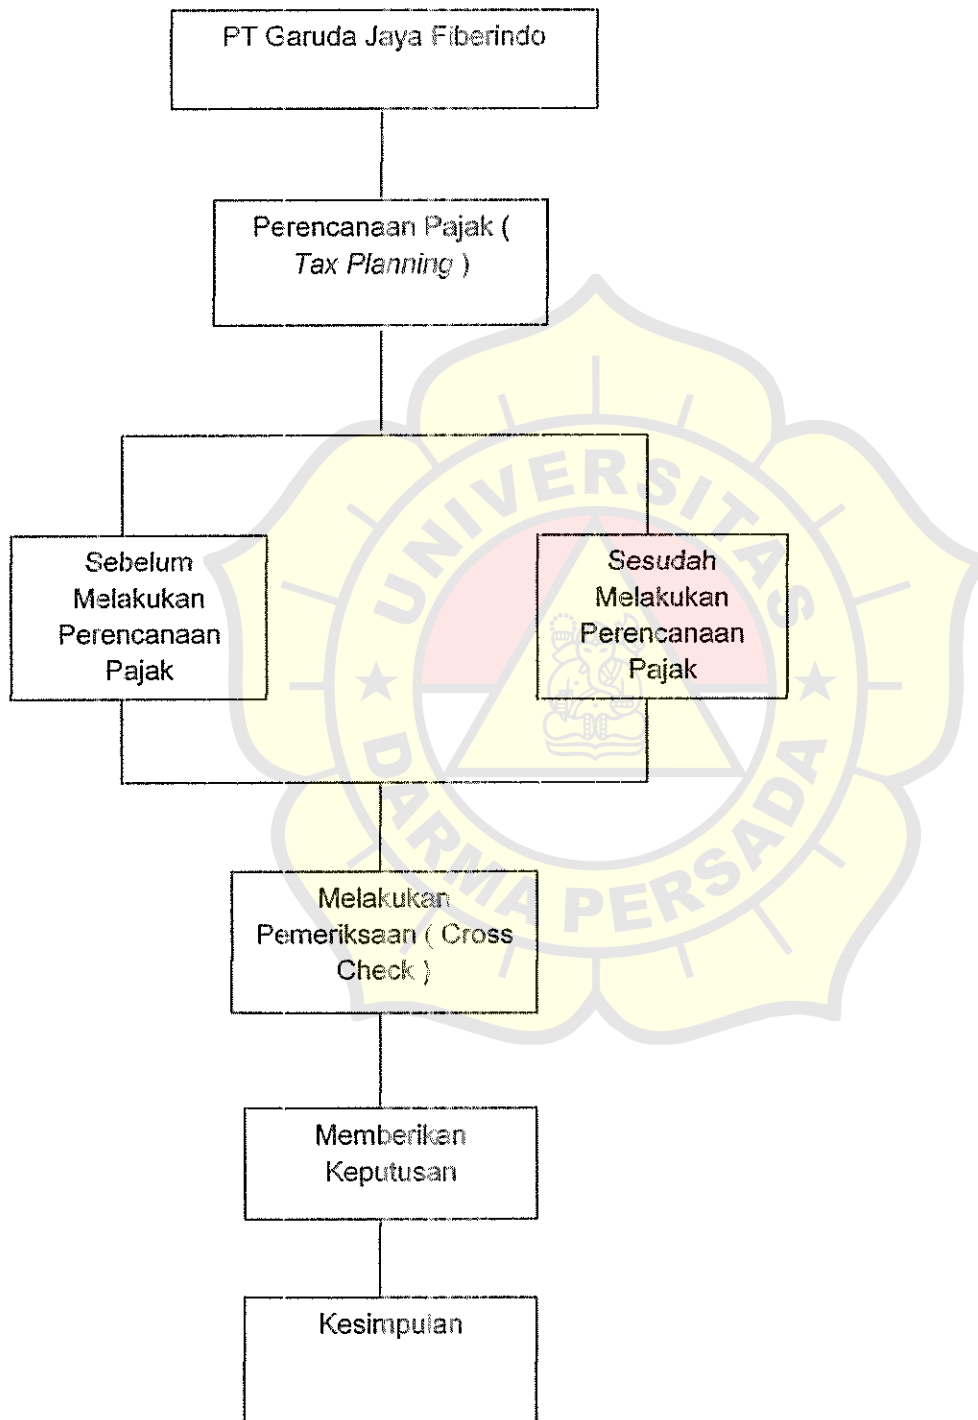 PT Garuda Jaya Fiberindo
Perencanaan Pajak (
Tax Planning )
Sebelum
Melakukan
Perencanaan
Pajak
Sesudah
Melakukan
Perencanaan
Pajak
Melakukan
Pemeriksaan ( Cross
Check )
Memberikan
Keputusan
Kesimpulan
UNIVERSITAS
DARMA PERSADA